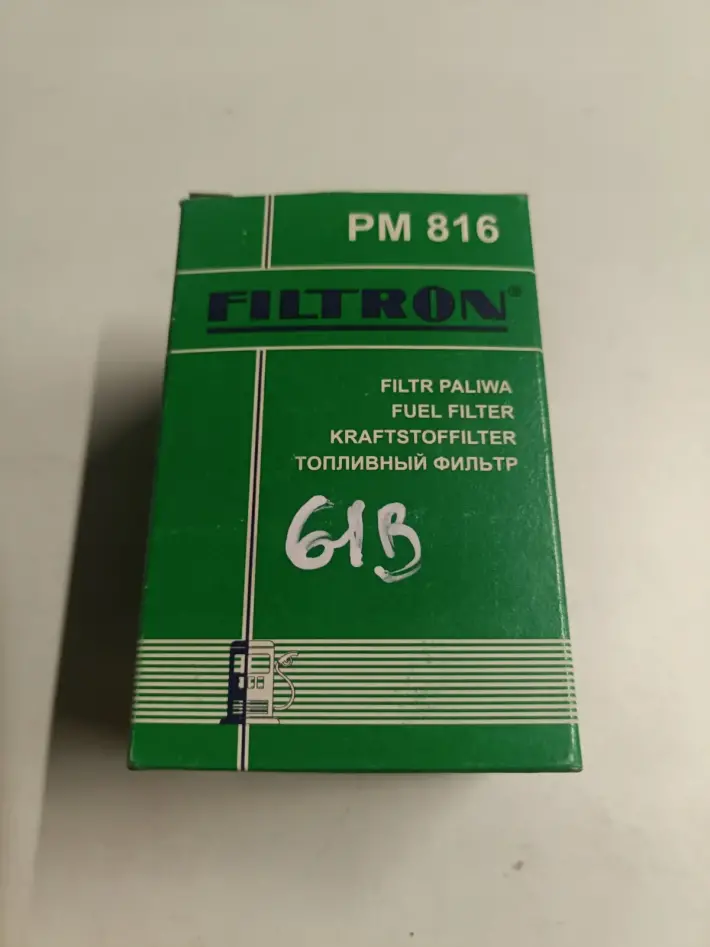 PM 816
FILTRON®
FILTR PALIWA
FUEL FILTER
KRAFTSTOFFILTER
ТОПЛИВНЫЙ ФИЛЬТР
61B